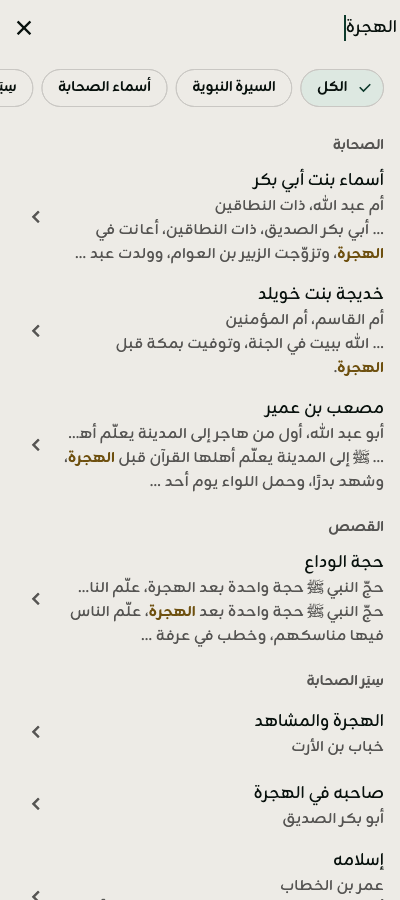 الهجرة
الكل
السيرة النبوية
أسماء الصحابة
الصحابة
أسماء بنت أبي بكر
أم عبد الله، ذات النطاقين
... أبي بكر الصديق، ذات النطاقين، أعانت في
الهجرة، وتزوّجت الزبير بن العوام، وولدت عبد ...
خديجة بنت خويلد
أم القاسم، أم المؤمنين
... الله ببيت في الجنة، وتوفيت بمكة قبل
الهجرة.
مصعب بن عمير
أبو عبد الله، أول من هاجر إلى المدينة يعلّم أهـ...
... ﷺ إلى المدينة يعلّم أهلها القرآن قبل الهجرة،
وشهد بدرًا، وحمل اللواء يوم أحد ...
القصص
حجة الوداع
حجّ النبي ﷺ حجة واحدة بعد الهجرة، علّم النا...
حجّ النبي ﷺ حجة واحدة بعد الهجرة، علّم الناس
فيها مناسكهم، وخطب في عرفة ...
سِيَر الصحابة
الهجرة والمشاهد
خباب بن الأرت
صاحبه في الهجرة
أبو بكر الصديق
إسلامه
عمر بن الخطاب